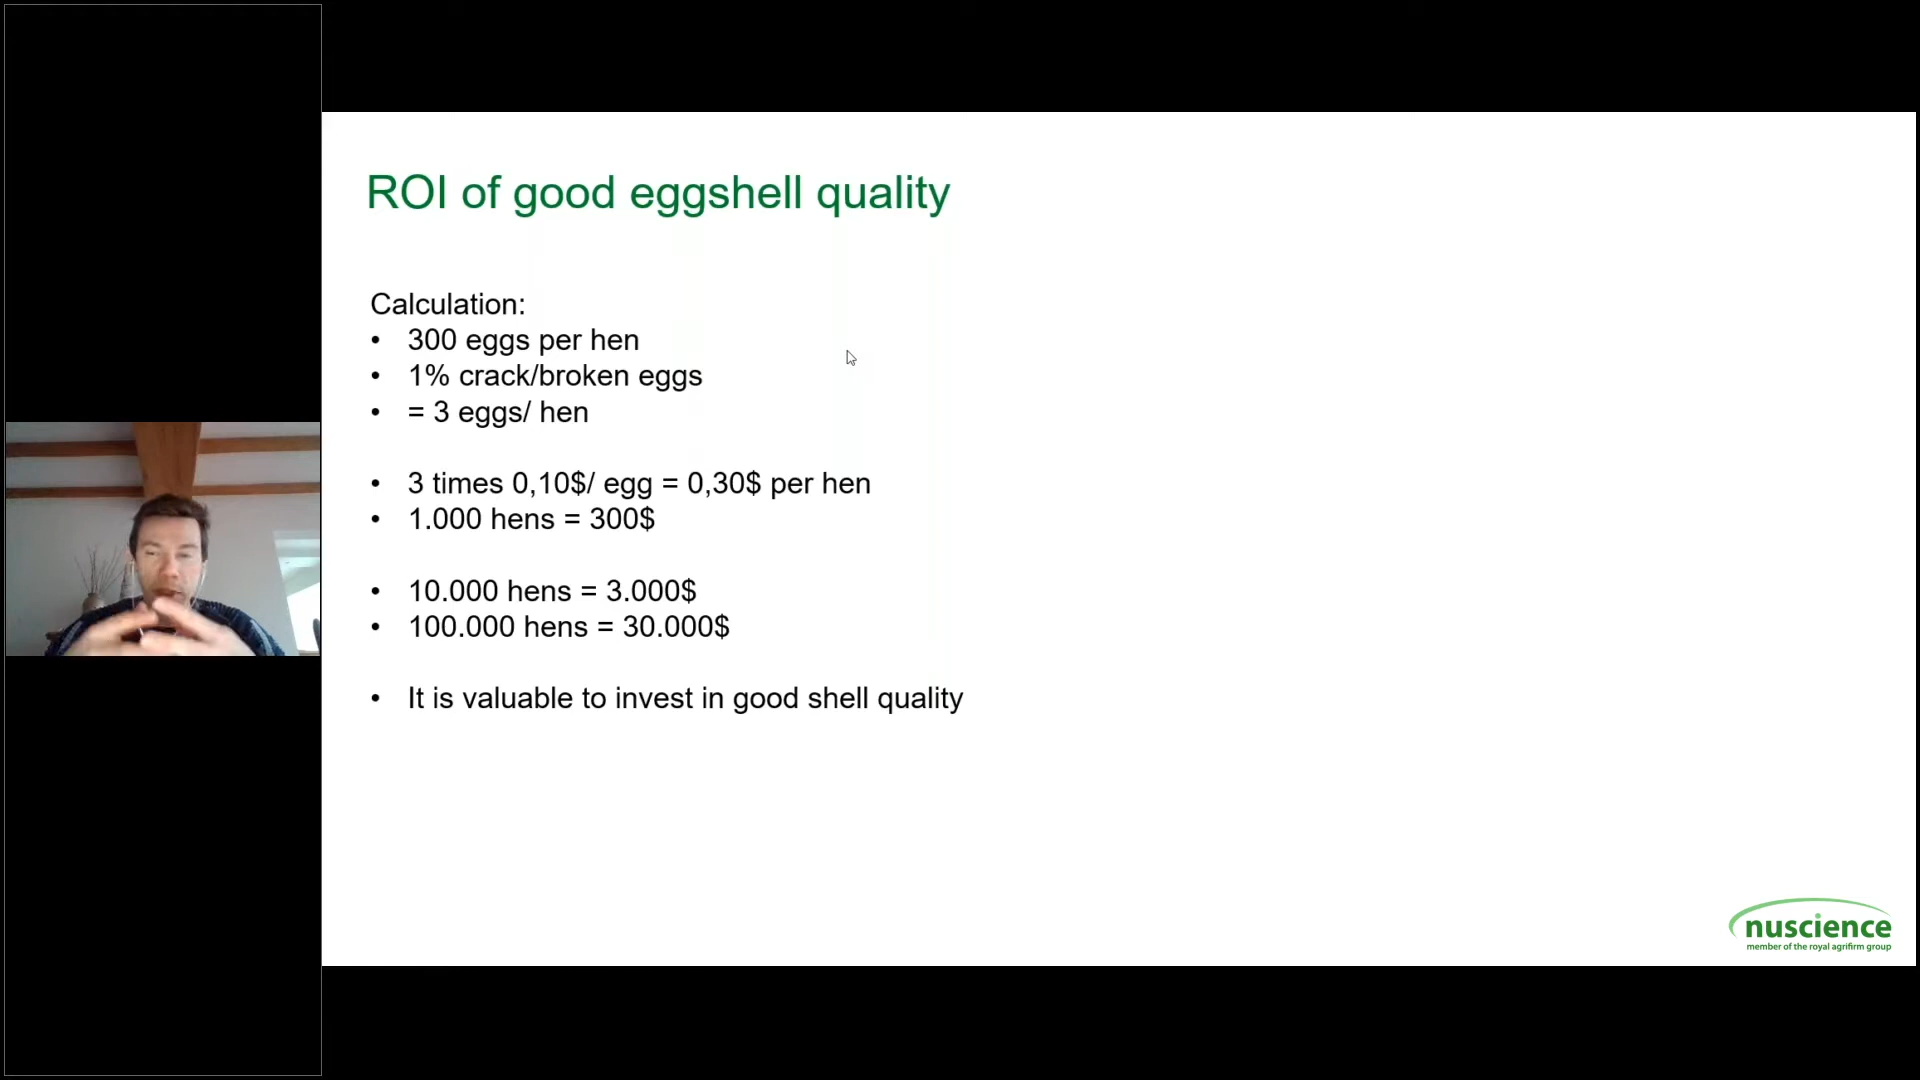 ROI of good eggshell quality
Calculation:
• 300 eggs per hen
• 1% crack/broken eggs
• = 3 eggs/ hen
• 3 times 0,10$/ egg = 0,30$ per hen
• 1.000 hens = 300$
• 10.000 hens = 3.000$
• 100.000 hens = 30.000$
• It is valuable to invest in good shell quality
nuscience
member of the royal agrifirm group